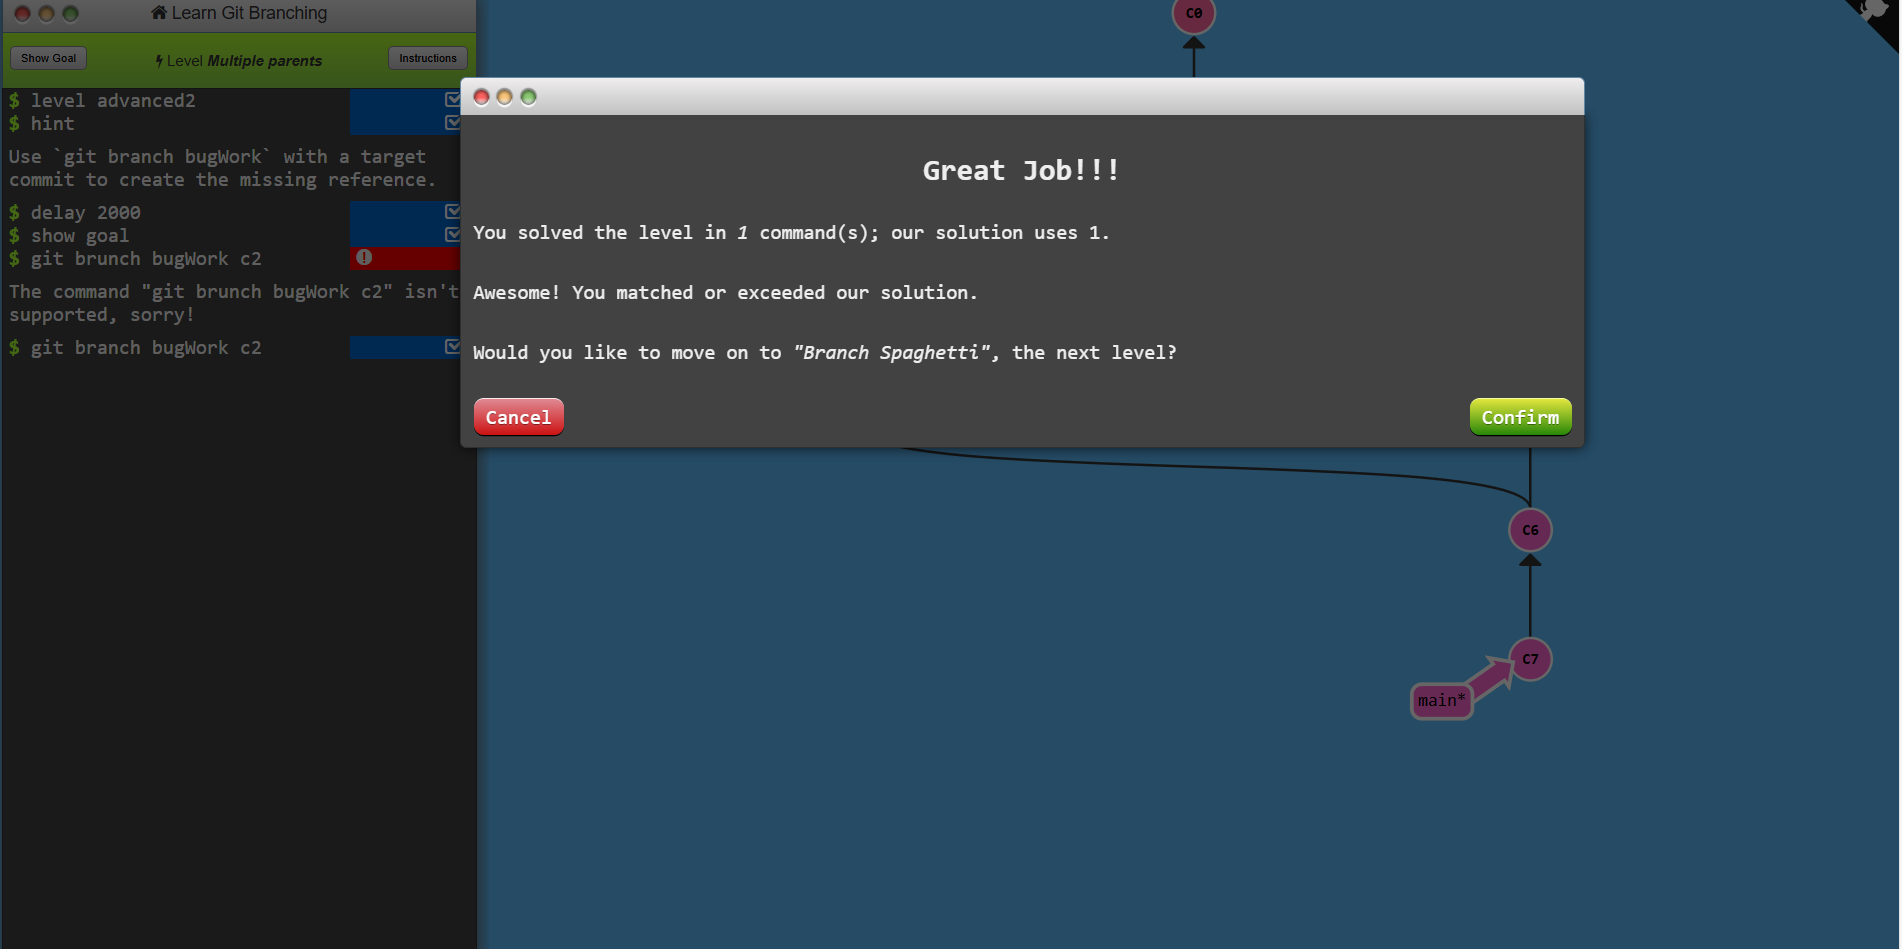 Learn Git Branching
Show Goal
Level Multiple parents
Instructions
$ level advanced2
$ hint
Use `git branch bugWork` with a target
commit to create the missing reference.
$ delay 2000
$ show goal
$ git brunch bugWork c2
The command "git brunch bugWork c2" isn't
supported, sorry!
$ git branch bugWork c2
C0
Great Job!!!
You solved the level in 1 command(s); our solution uses 1.
Awesome! You matched or exceeded our solution.
Would you like to move on to "Branch Spaghetti", the next level?
Cancel
Confirm
C6
C7
main*